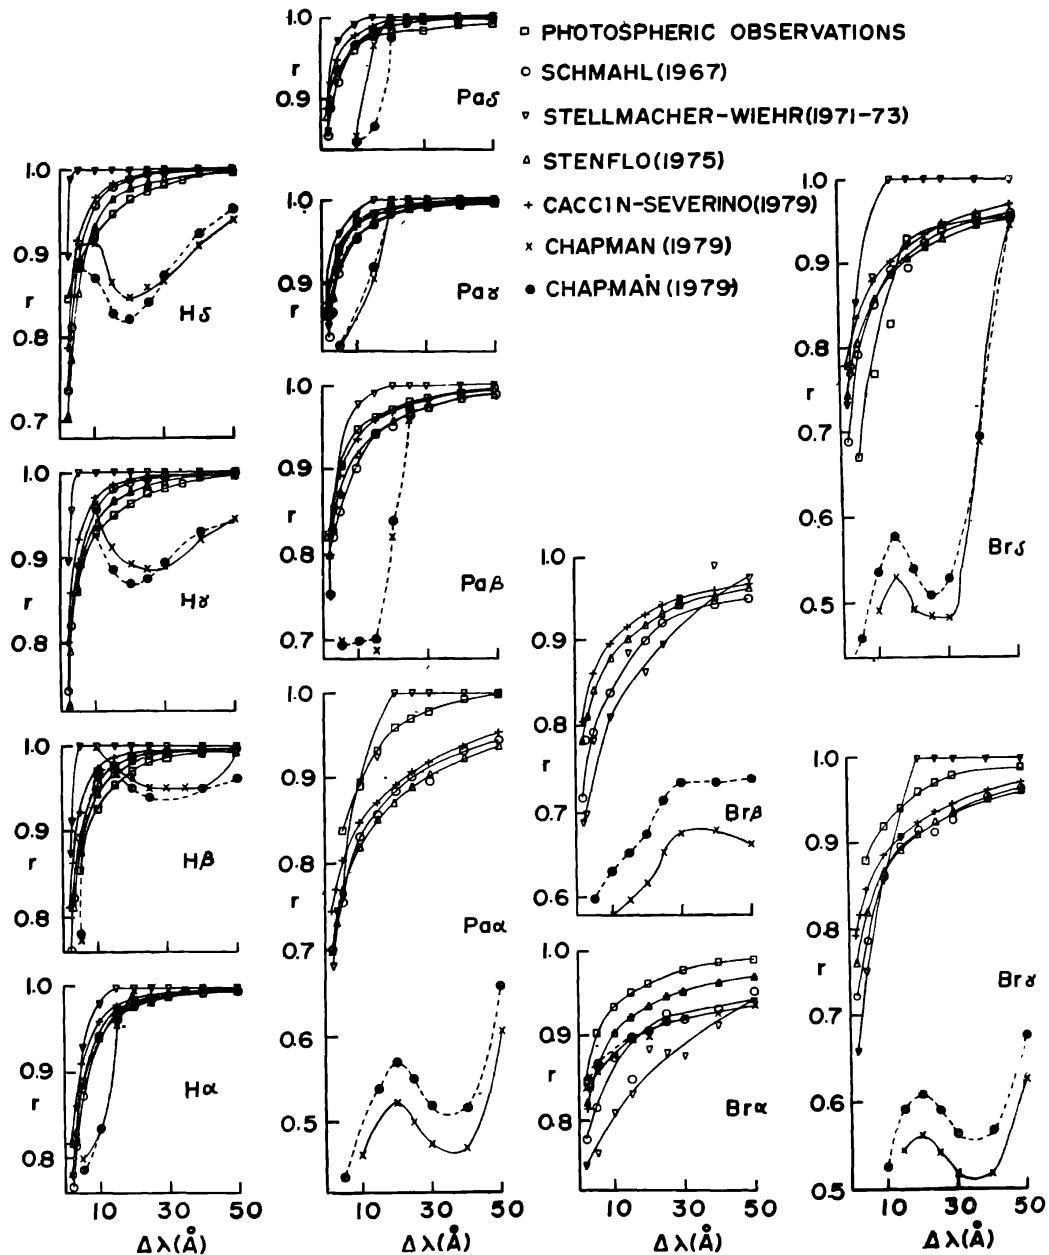 PHOTOSPHERIC OBSERVATIONS
SCHMAHL(1967)
STELLMACHER-WIEHR(1971-73)
STENFLO(1975)
CACCIN-SEVERINO(1979)
CHAPMAN (1979)
CHAPMAN (1979)
1.0
r
0.9
Paδ
1.0
0.9
r
Paγ
1.0
0.9
r
0.8
0.7
Paβ
1.0
0.9
r
0.8
0.7
Paα
0.6
0.5
10 30 50
Δλ(Å)
1.0
0.9
r
0.8
0.7
Hδ
1.0
0.9
r
0.8
Hγ
1.0
0.9
r
0.8
Hβ
1.0
0.9
r
0.8
Hα
10 30 50
Δλ(Å)
1.0
0.9
0.8
r
0.7
0.6
Brβ
1.0
0.9
r
0.8
Brα
10 30 50
Δλ(Å)
1.0
0.9
0.8
r
0.7
0.6
0.5
Brδ
1.0
0.9
0.8
r
0.7
0.6
0.5
Brγ
10 30 50
Δλ(Å)